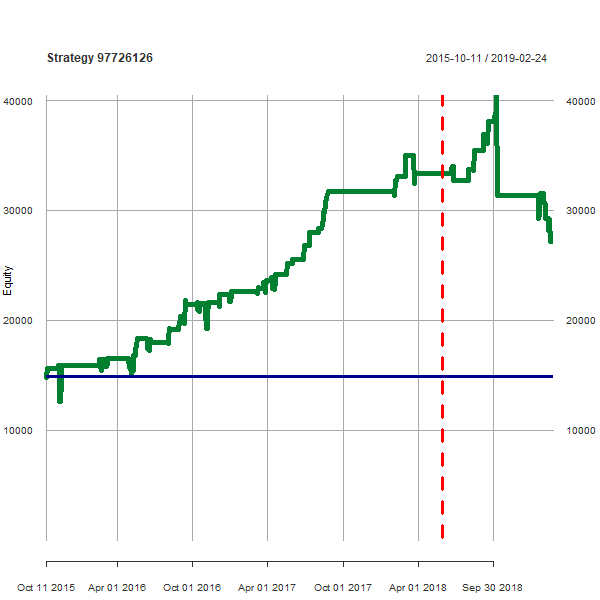 Strategy 97726126
2015-10-11 / 2019-02-24
40000
40000
30000
30000
Equity
20000
20000
10000
10000
Oct 11 2015
Apr 01 2016
Oct 01 2016
Apr 01 2017
Oct 01 2017
Apr 01 2018
Sep 30 2018